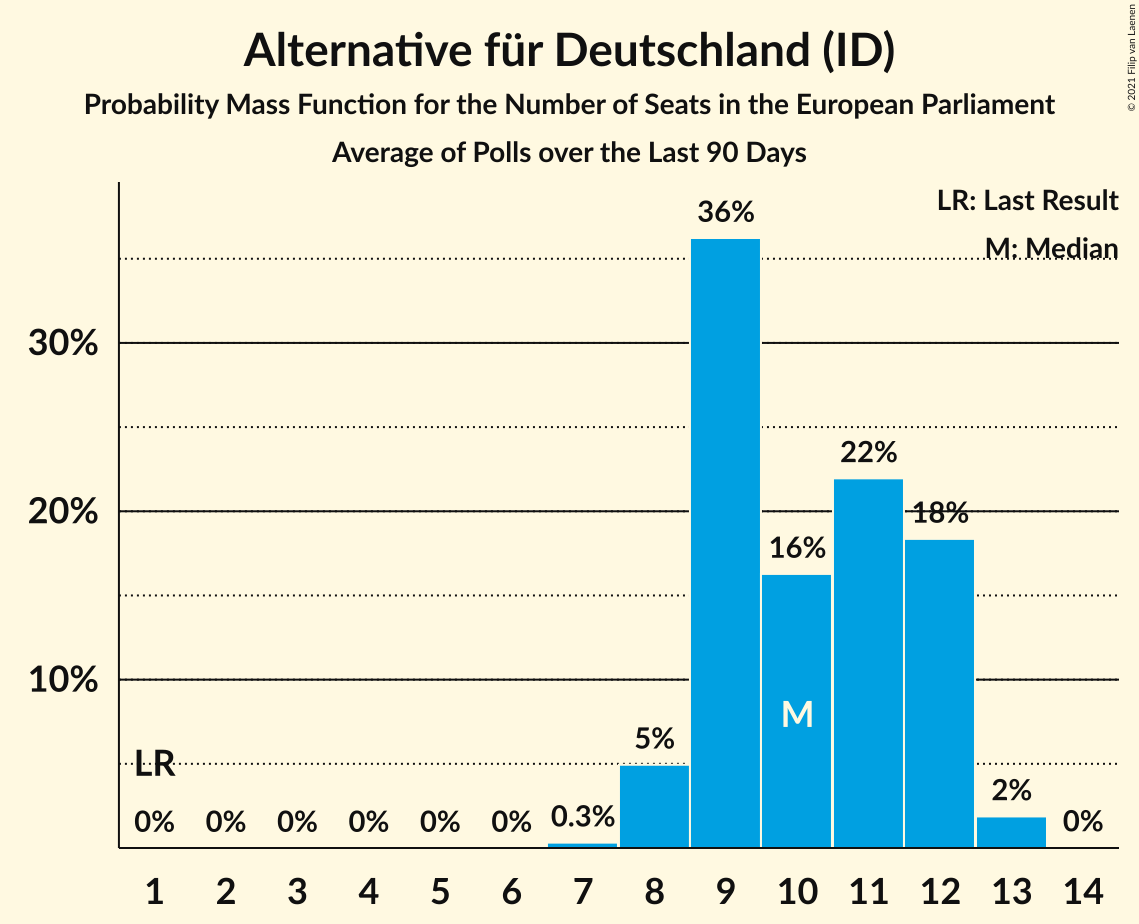 Alternative für Deutschland (ID)
Probability Mass Function for the Number of Seats in the European Parliament
Average of Polls over the Last 90 Days
© 2021 Filip van Laenen
LR: Last Result
M: Median
36%
30%
22%
20%
18%
16%
10%
M
5%
LR
2%
0% 0% 0% 0% 0% 0% 0.3% 0%
1 2 3 4 5 6 7 8 9 10 11 12 13 14